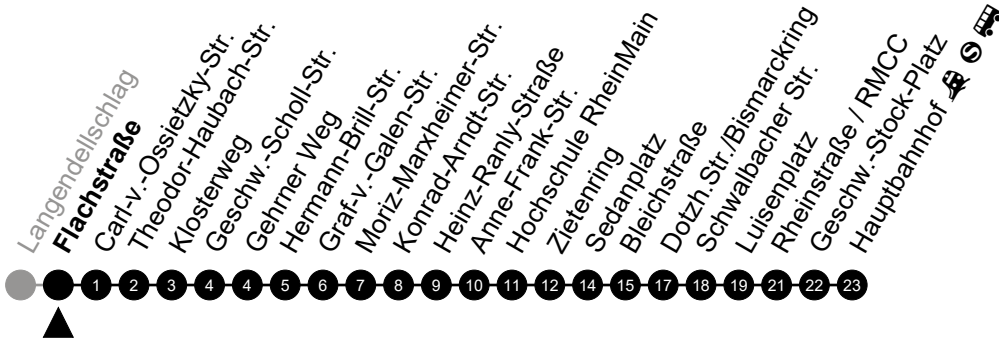 Langendellschlag
Flachstraße
Carl-v.-Ossietzky-Str.
Theodor-Haubach-Str.
Klosterweg
Geschw.-Scholl-Str.
Gehrner Weg
Hermann-Brill-Str.
Graf-v.-Galen-Str.
Moriz-Marxheimer-Str.
Konrad-Arndt-Str.
Heinz-Ranly-Straße
Anne-Frank-Str.
Hochschule RheinMain
Zietenring
Sedanplatz
Bleichstraße
Dotzh.Str./Bismarckring
Schwalbacher Str.
Luisenplatz
Rheinstraße / RMCC
Geschw.-Stock-Platz
Hauptbahnhof S
1 2 3 4 4 5 6 7 8 9 10 11 12 14 15 17 18 19 21 22 23